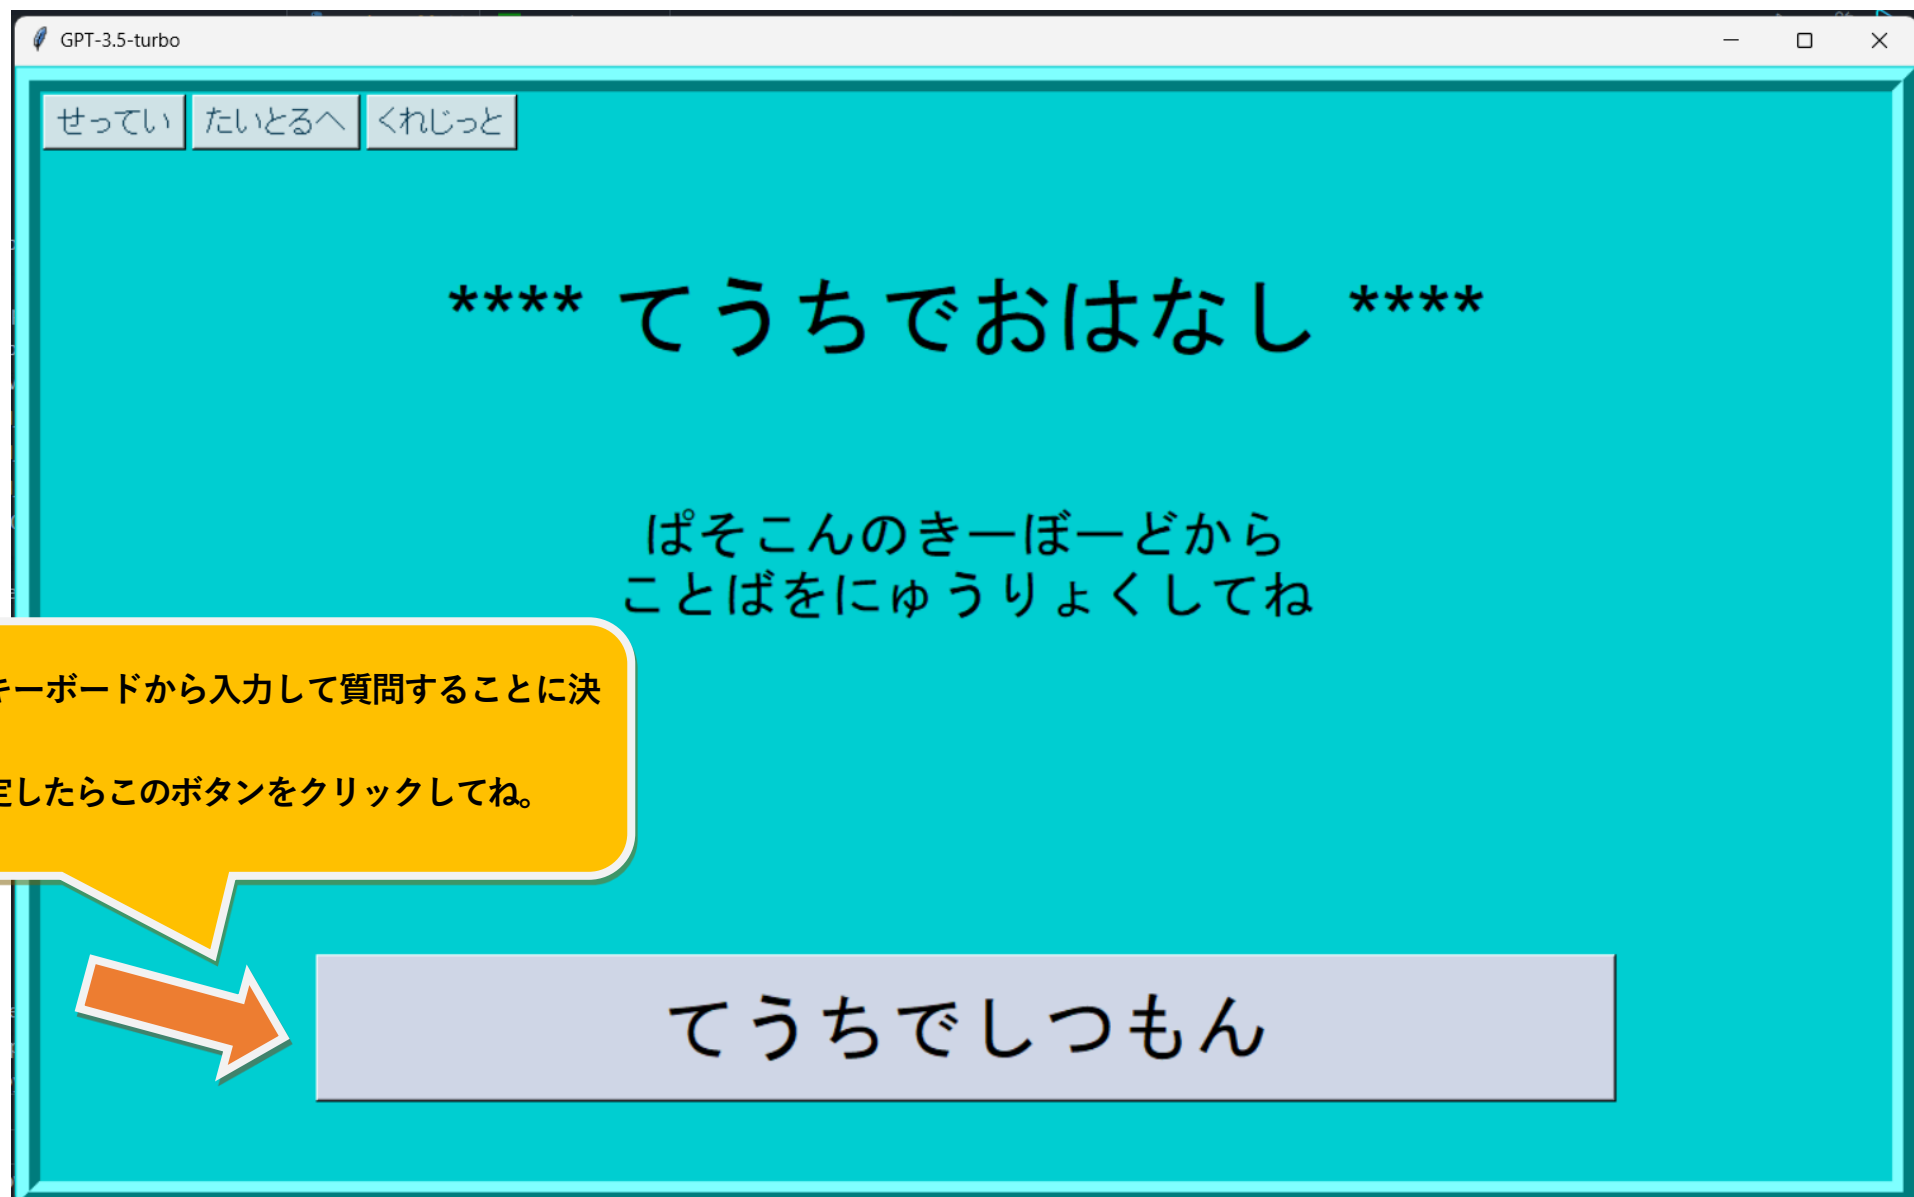 GPT-3.5-turbo
せってい たいとるへ くれじっと
**** てうちでおはなし ****
ぱそこんのきーぼーどから
ことばをにゅうりょくしてね
キーボードから入力して質問することに決
定したらこのボタンをクリックしてね。
てうちでしつもん